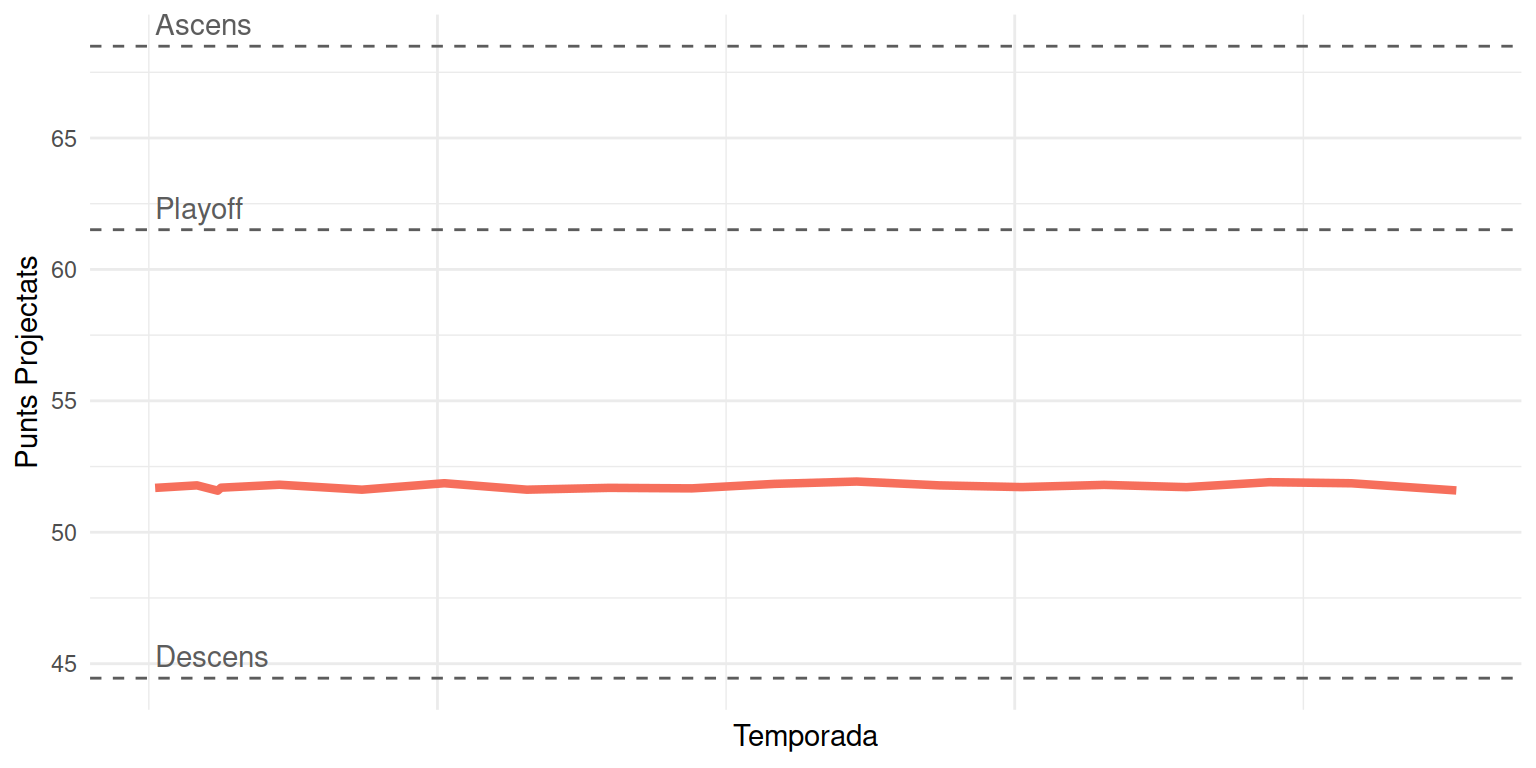 Ascens
65
Playoff
60
Punts Projectats
55
50
Descens
45
Temporada